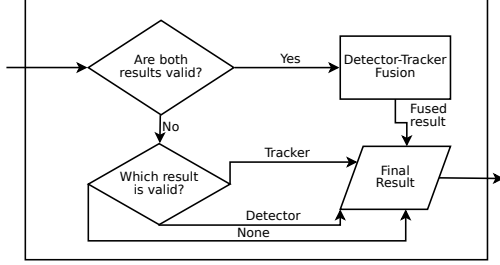 Are both
results valid?
Yes
Detector-Tracker
Fusion
Fused
result
No
Which result
is valid?
Tracker
Final
Result
Detector
None